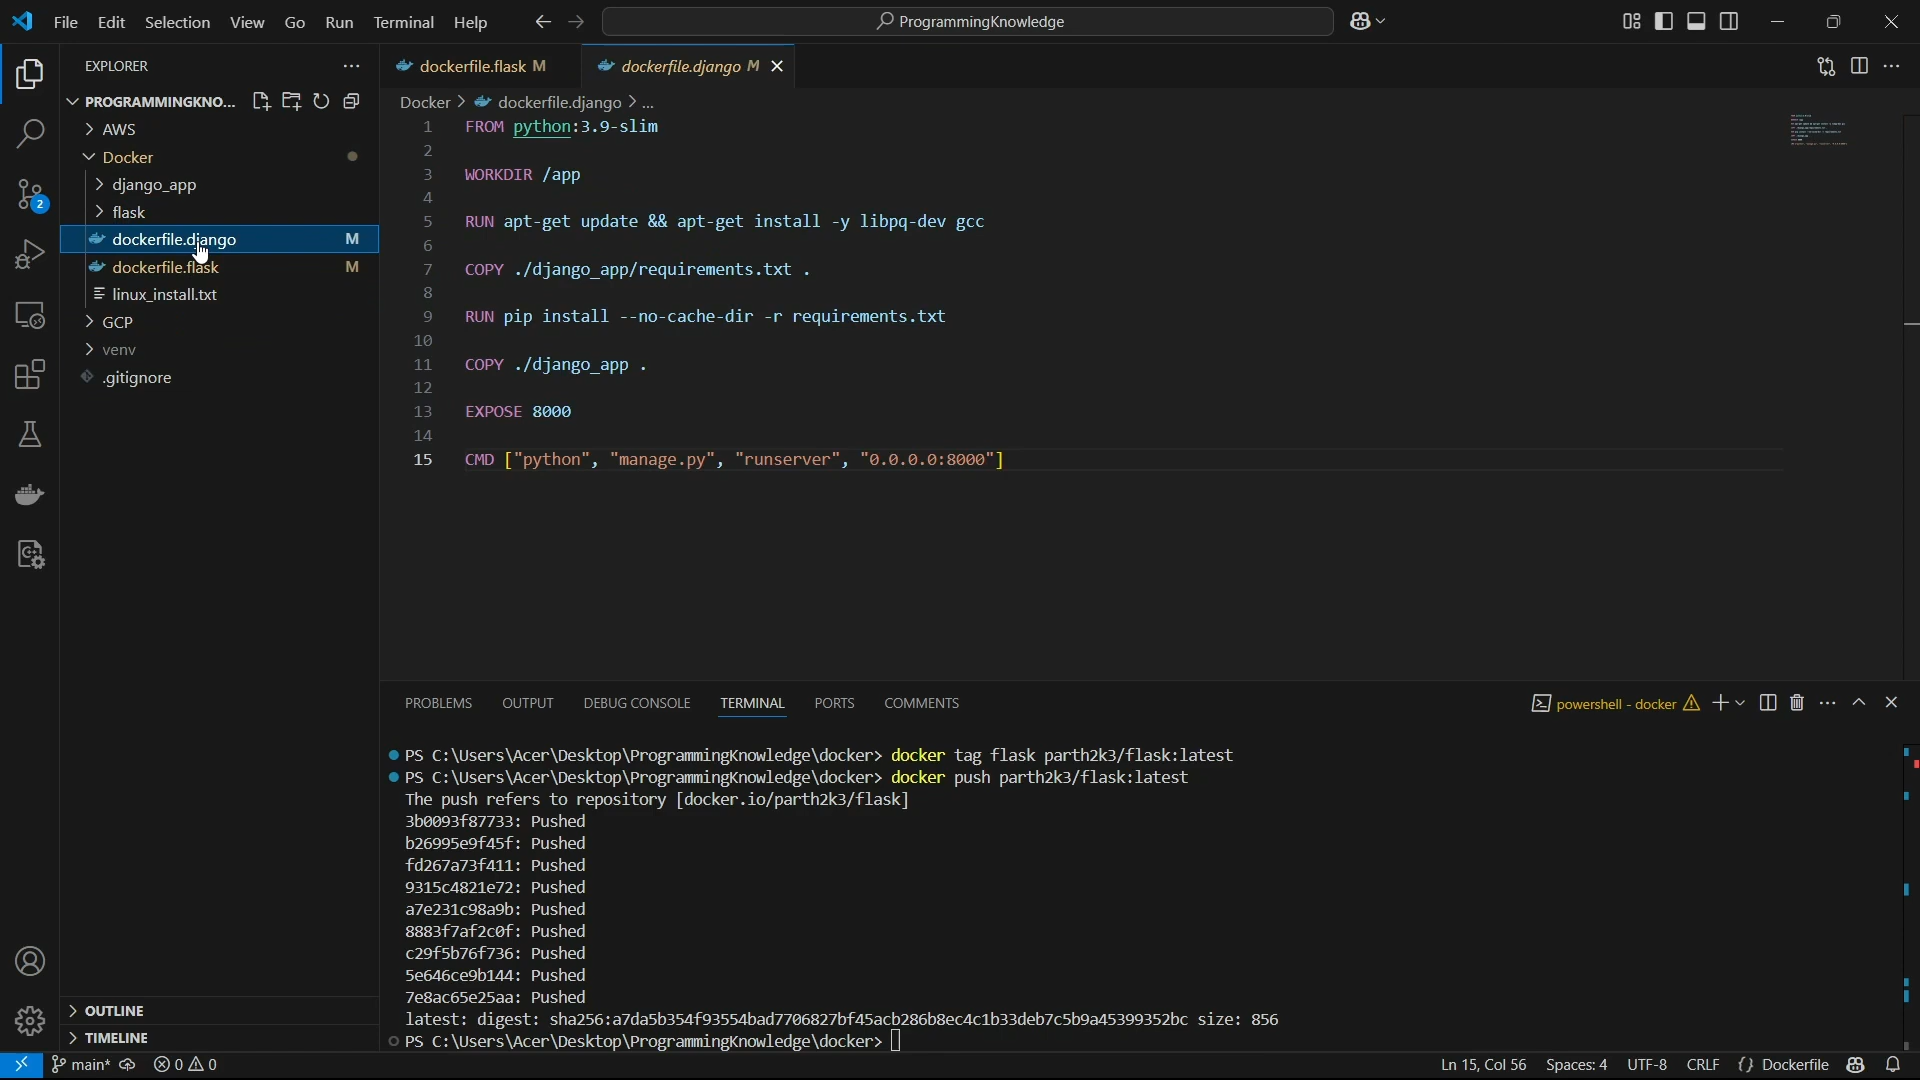 File Edit Selection View Go Run Terminal Help
ProgrammingKnowledge
EXPLORER
PROGRAMMINGKNO...
AWS
Docker
django_app
flask
dockerfile.django M
dockerfile.flask M
linux_install.txt
GCP
venv
.gitignore
OUTLINE
TIMELINE
dockerfile.flask M
dockerfile.django M
Docker > dockerfile.django > ...
1 FROM python:3.9-slim
2
3 WORKDIR /app
4
5 RUN apt-get update && apt-get install -y libpq-dev gcc
6
7 COPY ./django_app/requirements.txt .
8
9 RUN pip install --no-cache-dir -r requirements.txt
10
11 COPY ./django_app .
12
13 EXPOSE 8000
14
15 CMD ["python", "manage.py", "runserver", "0.0.0.0:8000"]
PROBLEMS OUTPUT DEBUG CONSOLE TERMINAL PORTS COMMENTS
powershell - docker
PS C:\Users\Acer\Desktop\ProgrammingKnowledge\docker> docker tag flask parth2k3/flask:latest
PS C:\Users\Acer\Desktop\ProgrammingKnowledge\docker> docker push parth2k3/flask:latest
The push refers to repository [docker.io/parth2k3/flask]
3b0093f87733: Pushed
b26995e9f45f: Pushed
fd267a73f411: Pushed
9315c4821e72: Pushed
a7e231c98a9b: Pushed
8883f7af2c0f: Pushed
c29f5b76f736: Pushed
5e646ce9b144: Pushed
7e8ac65e25aa: Pushed
latest: digest: sha256:a7da5b354f93554bad7706827bf45acb286b8ec4c1b33deb7c5b9a45399352bc size: 856
PS C:\Users\Acer\Desktop\ProgrammingKnowledge\docker>
2
main* 0 0
Ln 15, Col 56 Spaces: 4 UTF-8 CRLF {} Dockerfile